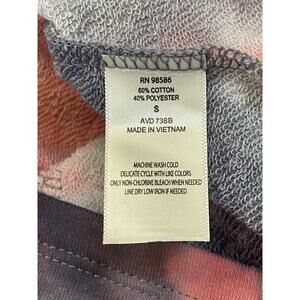 RN 98586
60% COTTON
40% POLYESTER
S
AVD 738B
MADE IN VIETNAM
MACHINE WASH COLD
DELICATE CYCLE WITH LIKE COLORS
ONLY NON-CHLORINE BLEACH WHEN NEEDED
LINE DRY LOW IRON IF NEEDED